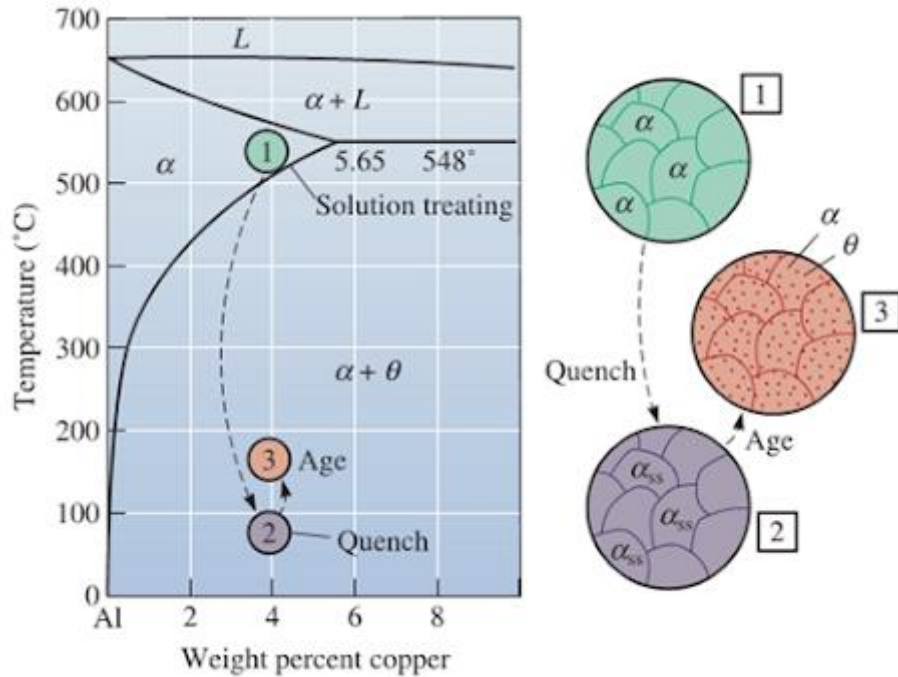 700
600
500
400
300
200
100
0
Temperature (°C)
L
α + L
α
1
5.65 548°
Solution treating
α + θ
3 Age
2 Quench
Al 2 4 6 8
Weight percent copper
1
α
α
α
α
θ
3
Quench
Age
αss
αss
αss
2